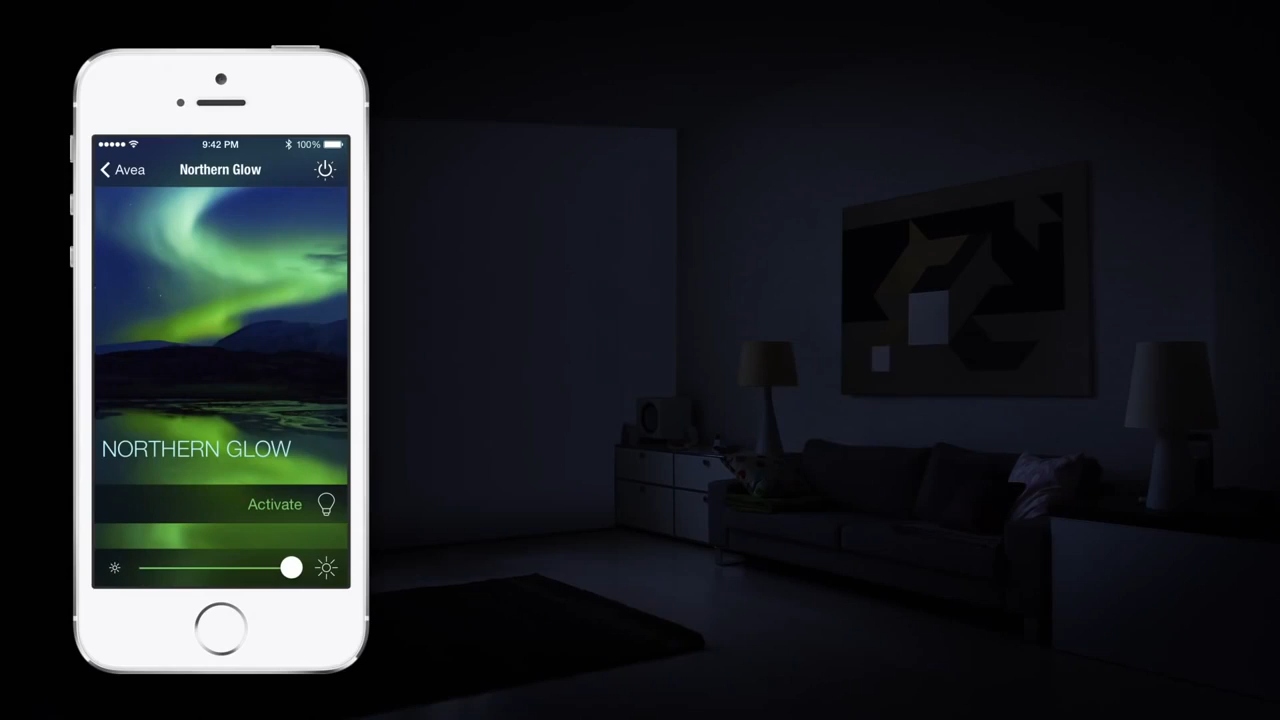 9:42 PM
100%
Avea
Northern Glow
NORTHERN GLOW
Activate